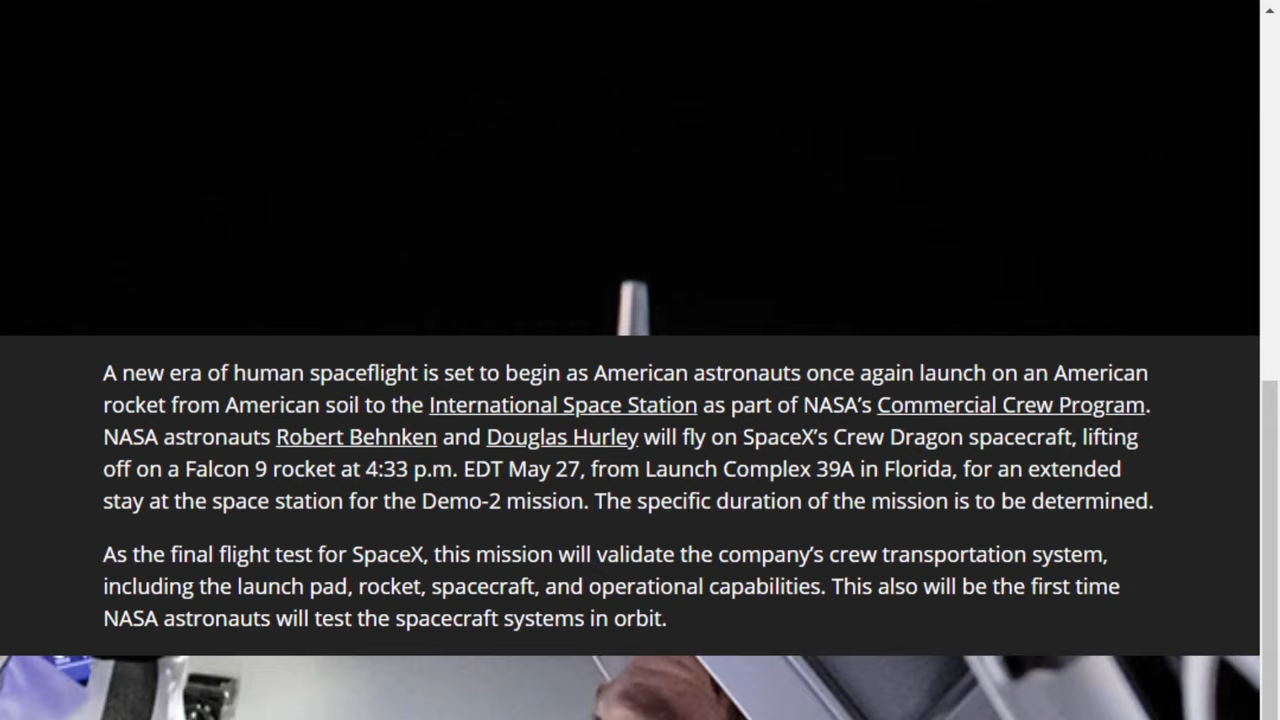 A new era of human spaceflight is set to begin as American astronauts once again launch on an American
rocket from American soil to the International Space Station as part of NASA’s Commercial Crew Program.
NASA astronauts Robert Behnken and Douglas Hurley will fly on SpaceX’s Crew Dragon spacecraft, lifting
off on a Falcon 9 rocket at 4:33 p.m. EDT May 27, from Launch Complex 39A in Florida, for an extended
stay at the space station for the Demo-2 mission. The specific duration of the mission is to be determined.
As the final flight test for SpaceX, this mission will validate the company’s crew transportation system,
including the launch pad, rocket, spacecraft, and operational capabilities. This also will be the first time
NASA astronauts will test the spacecraft systems in orbit.